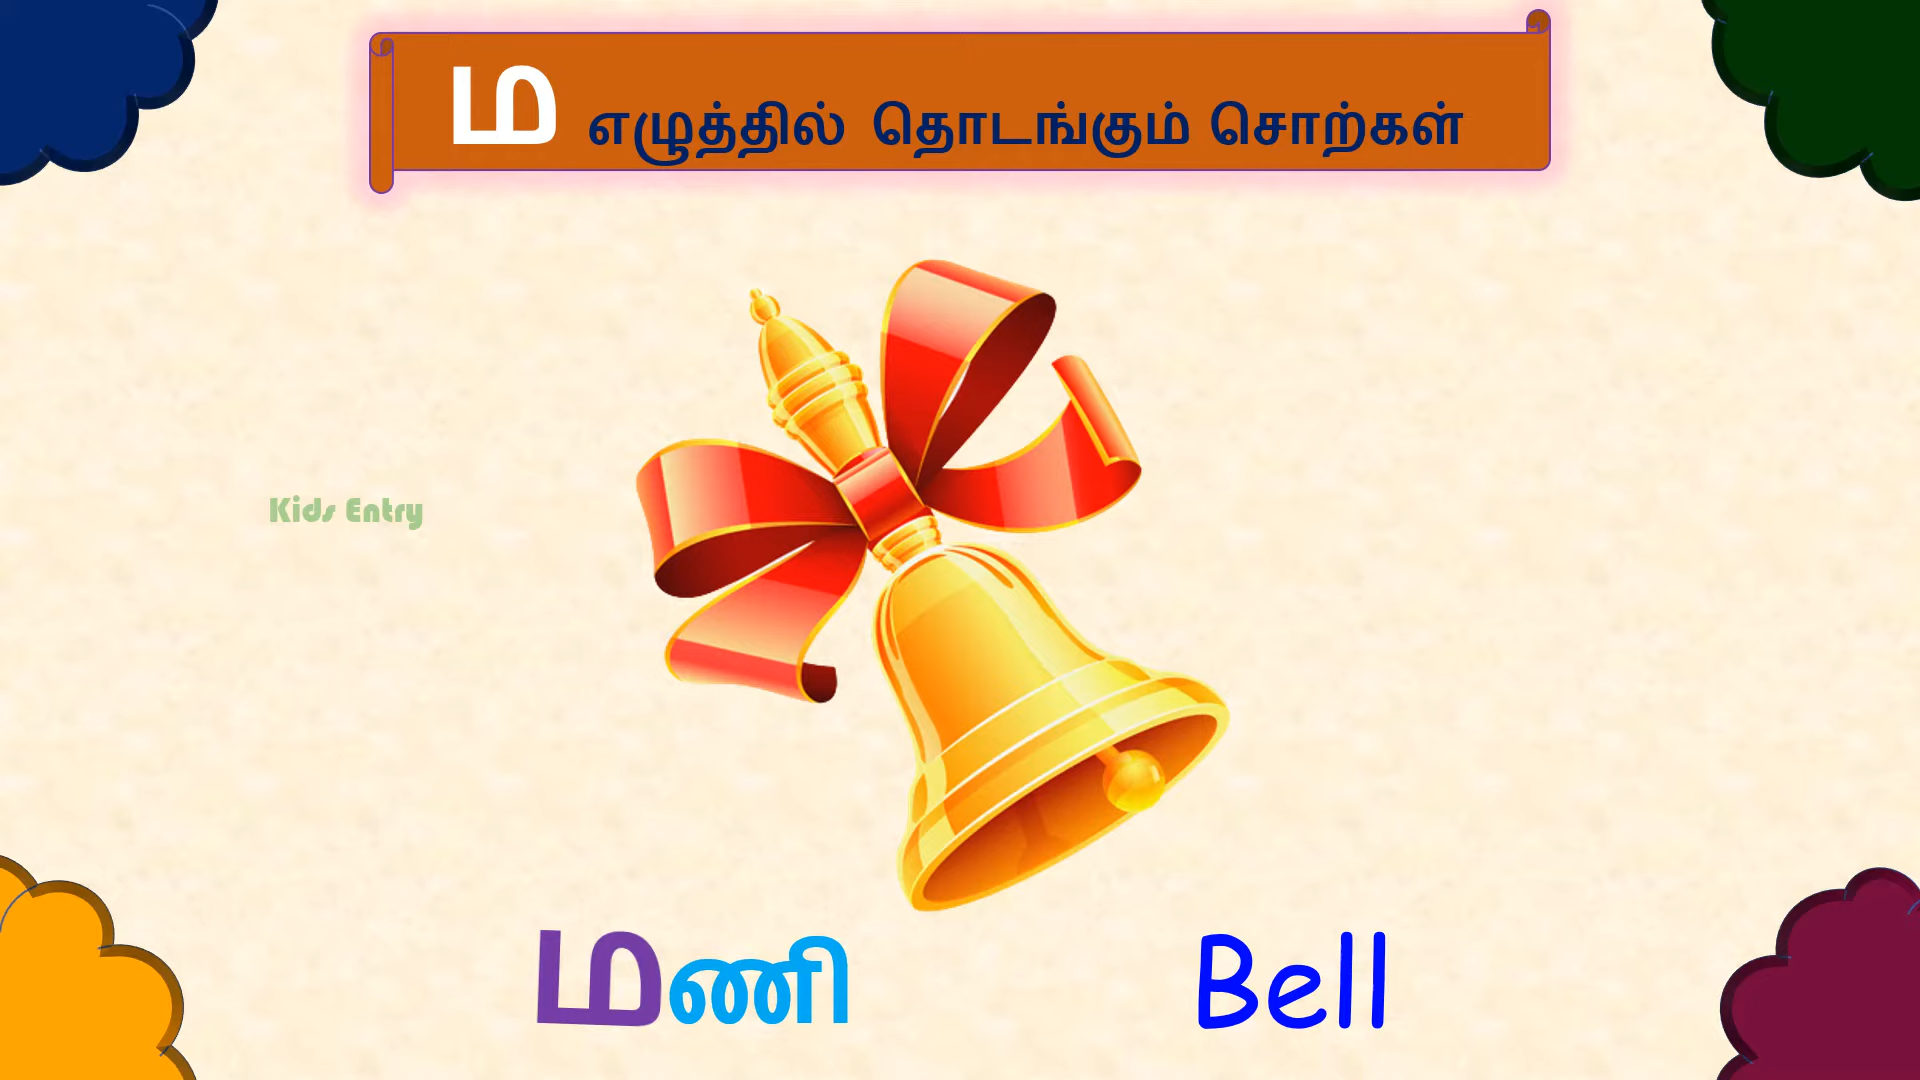 ம எழுத்தில் தொடங்கும் சொற்கள்
Kids Entry
மணி Bell